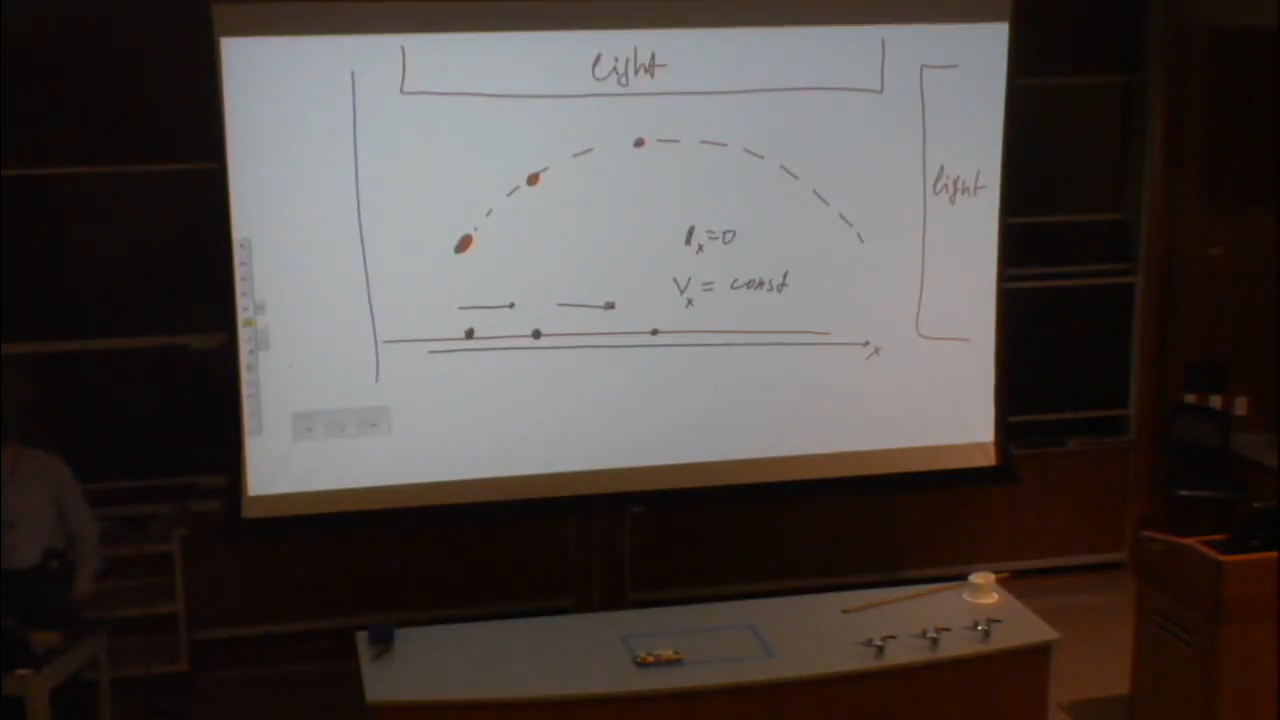 light
light
aₓ=0
Vₓ = const
x